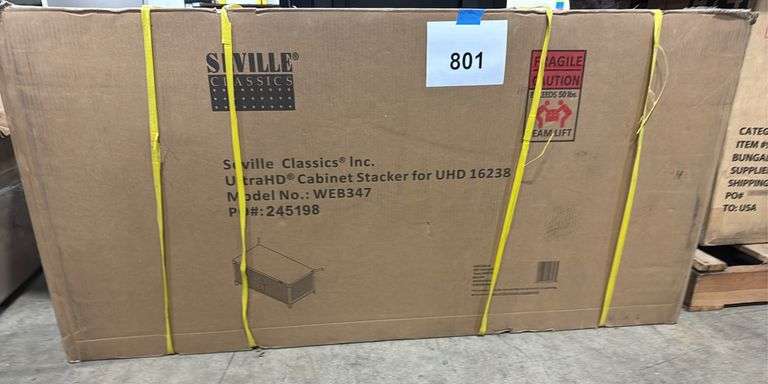 SEVILLE®
CLASSICS
801
FRAGILE
CAUTION
EXCEEDS 50 lbs.
TEAM LIFT
Seville Classics® Inc.
UltraHD® Cabinet Stacker for UHD 16238
Model No.: WEB347
PO#: 245198
CATEG
ITEM #
BUNGA
SUPPLIE
SHIPPING
PO#
TO: USA